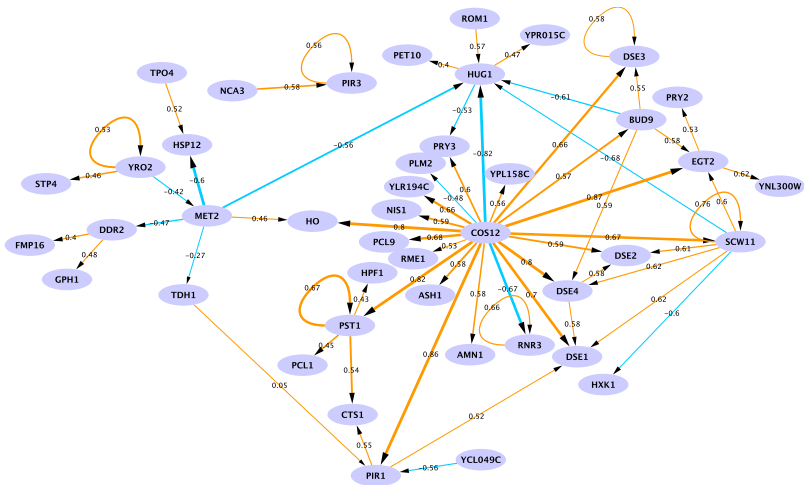 ROM1
YPR015C
0.58
0.57
0.47
PET10
0.4
DSE3
0.56
TPO4
HUG1
PIR3
NCA3
0.58
0.55
−0.61
PRY2
0.52
−0.53
BUD9
0.53
HSP12
PRY3
0.58
0.53
−0.56
−0.82
0.66
−0.68
EGT2
YRO2
PLM2
YPL158C
0.57
0.62
STP4
0.46
−0.6
YLR194C
0.6
YNL300W
−0.42
−0.48
0.87
0.66
0.56
0.59
0.76
0.6
MET2
NIS1
0.46
HO
0.59
−0.47
0.8
DDR2
COS12
0.67
SCW11
FMP16
0.4
PCL9
0.68
0.53
0.59
DSE2
0.61
RME1
−0.27
0.48
HPF1
0.58
0.8
0.58
0.62
GPH1
0.82
0.67
−0.67
TDH1
ASH1
0.58
0.7
DSE4
0.43
0.62
0.66
−0.6
PST1
0.58
0.45
RNR3
0.86
AMN1
DSE1
PCL1
0.54
HXK1
0.05
CTS1
0.52
0.55
YCL049C
−0.56
PIR1